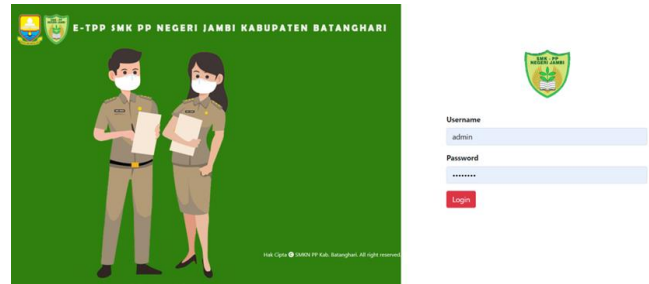 E-TPP SMK PP NEGERI JAMBI KABUPATEN BATANGHARI
SMK - PP
NEGERI JAMBI
Username
admin
Password
••••••••
Login
Hak Cipta © SMKN PP Kab. Batanghari. All right reserved